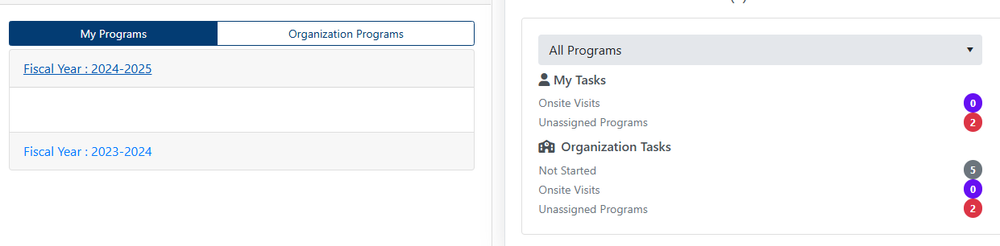 My Programs
Organization Programs
Fiscal Year : 2024-2025
Fiscal Year : 2023-2024
All Programs
My Tasks
Onsite Visits 0
Unassigned Programs 2
Organization Tasks
Not Started 5
Onsite Visits 0
Unassigned Programs 2